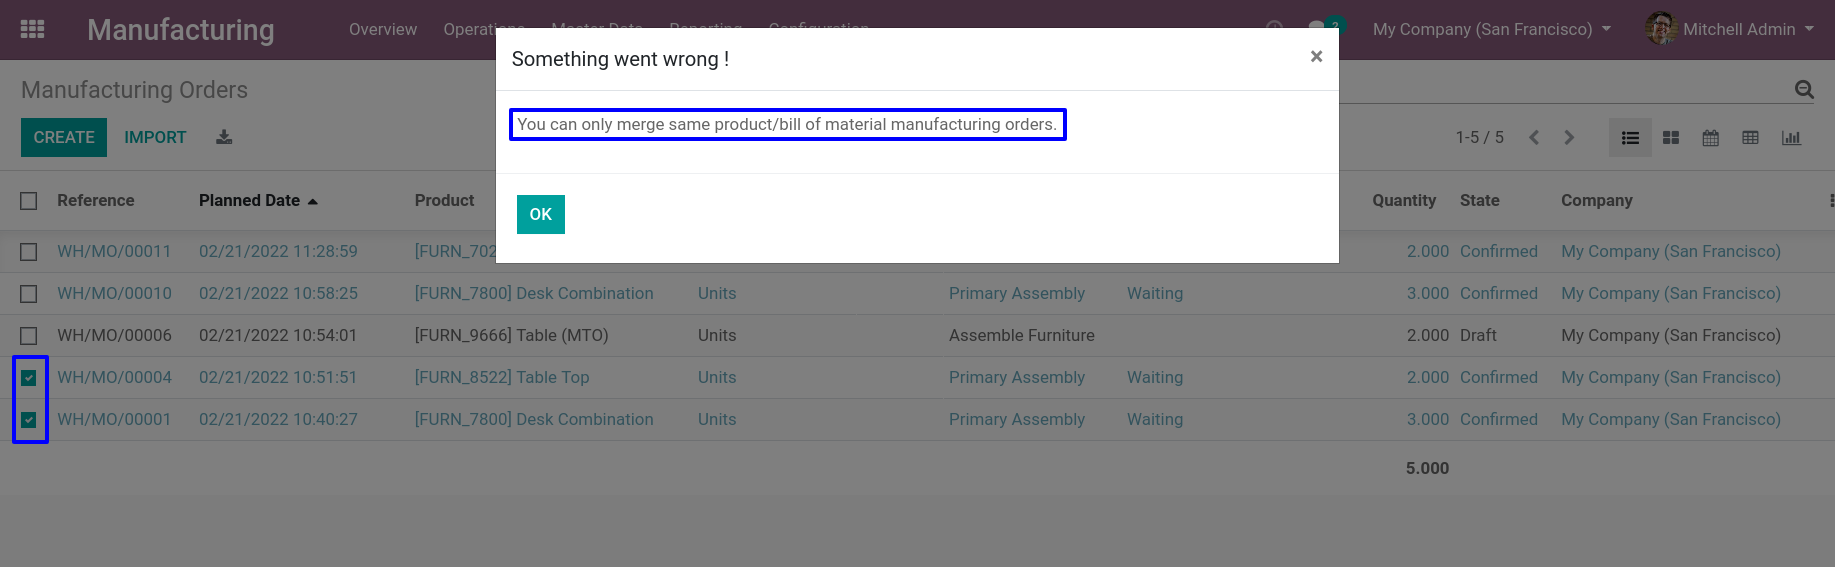 Manufacturing Overview Operations Master Data Reporting Configuration 2 My Company (San Francisco) Mitchell Admin
Something went wrong ! ×
Manufacturing Orders
You can only merge same product/bill of material manufacturing orders.
CREATE IMPORT 1-5 / 5
Reference Planned Date Product Quantity State Company
OK
WH/MO/00011 02/21/2022 11:28:59 [FURN_702 2.000 Confirmed My Company (San Francisco)
WH/MO/00010 02/21/2022 10:58:25 [FURN_7800] Desk Combination Units Primary Assembly Waiting 3.000 Confirmed My Company (San Francisco)
WH/MO/00006 02/21/2022 10:54:01 [FURN_9666] Table (MTO) Units Assemble Furniture 2.000 Draft My Company (San Francisco)
WH/MO/00004 02/21/2022 10:51:51 [FURN_8522] Table Top Units Primary Assembly Waiting 2.000 Confirmed My Company (San Francisco)
WH/MO/00001 02/21/2022 10:40:27 [FURN_7800] Desk Combination Units Primary Assembly Waiting 3.000 Confirmed My Company (San Francisco)
5.000